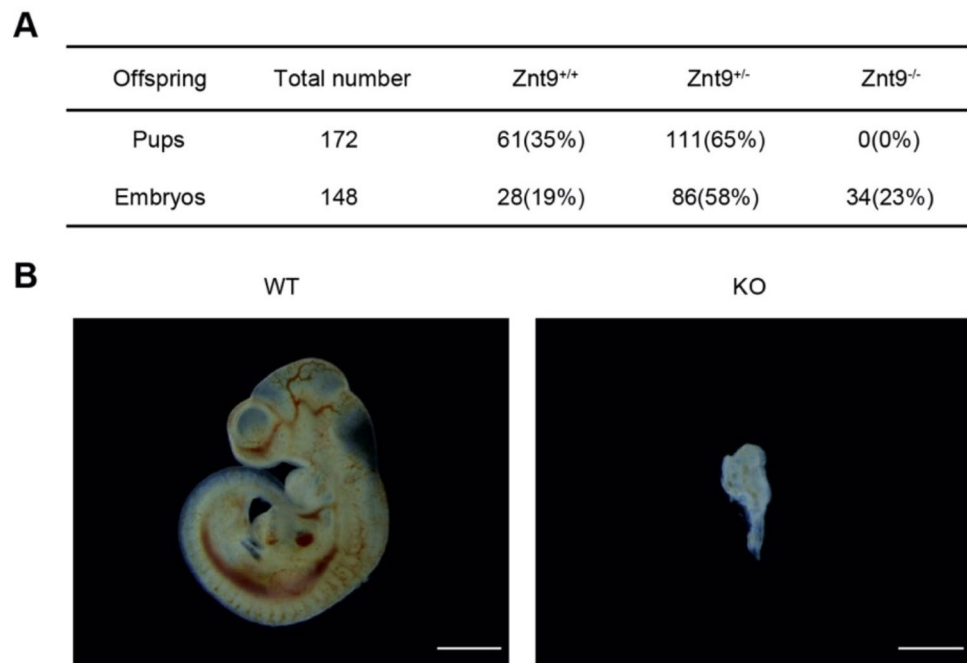 A
Offspring Total number Znt9+/+ Znt9+/- Znt9-/-
Pups 172 61(35%) 111(65%) 0(0%)
Embryos 148 28(19%) 86(58%) 34(23%)
B
WT KO